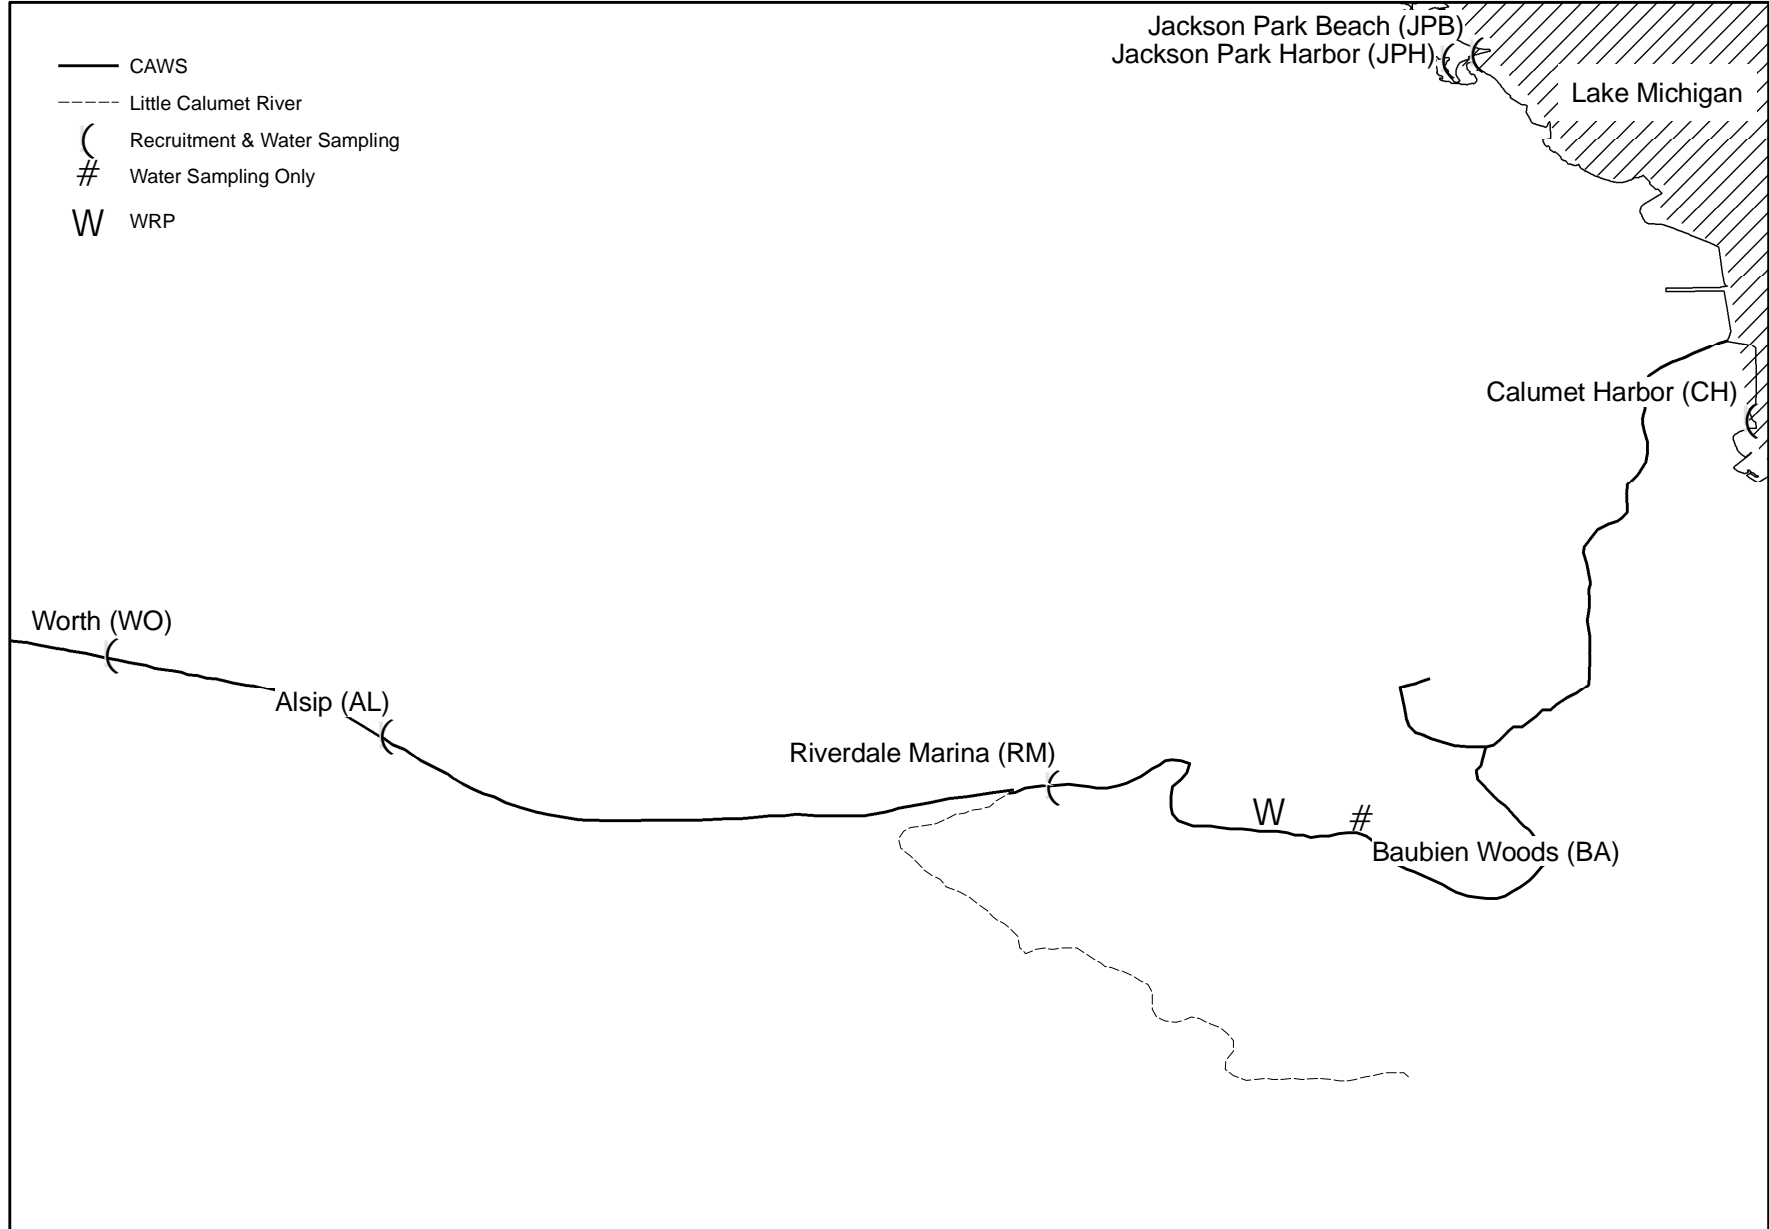 Jackson Park Beach (JPB)
Jackson Park Harbor (JPH)
Lake Michigan
CAWS
Little Calumet River
( Recruitment & Water Sampling
# Water Sampling Only
W WRP
Calumet Harbor (CH)
Worth (WO)
(
Alsip (AL)
(
Riverdale Marina (RM)
(
W
#
Baubien Woods (BA)